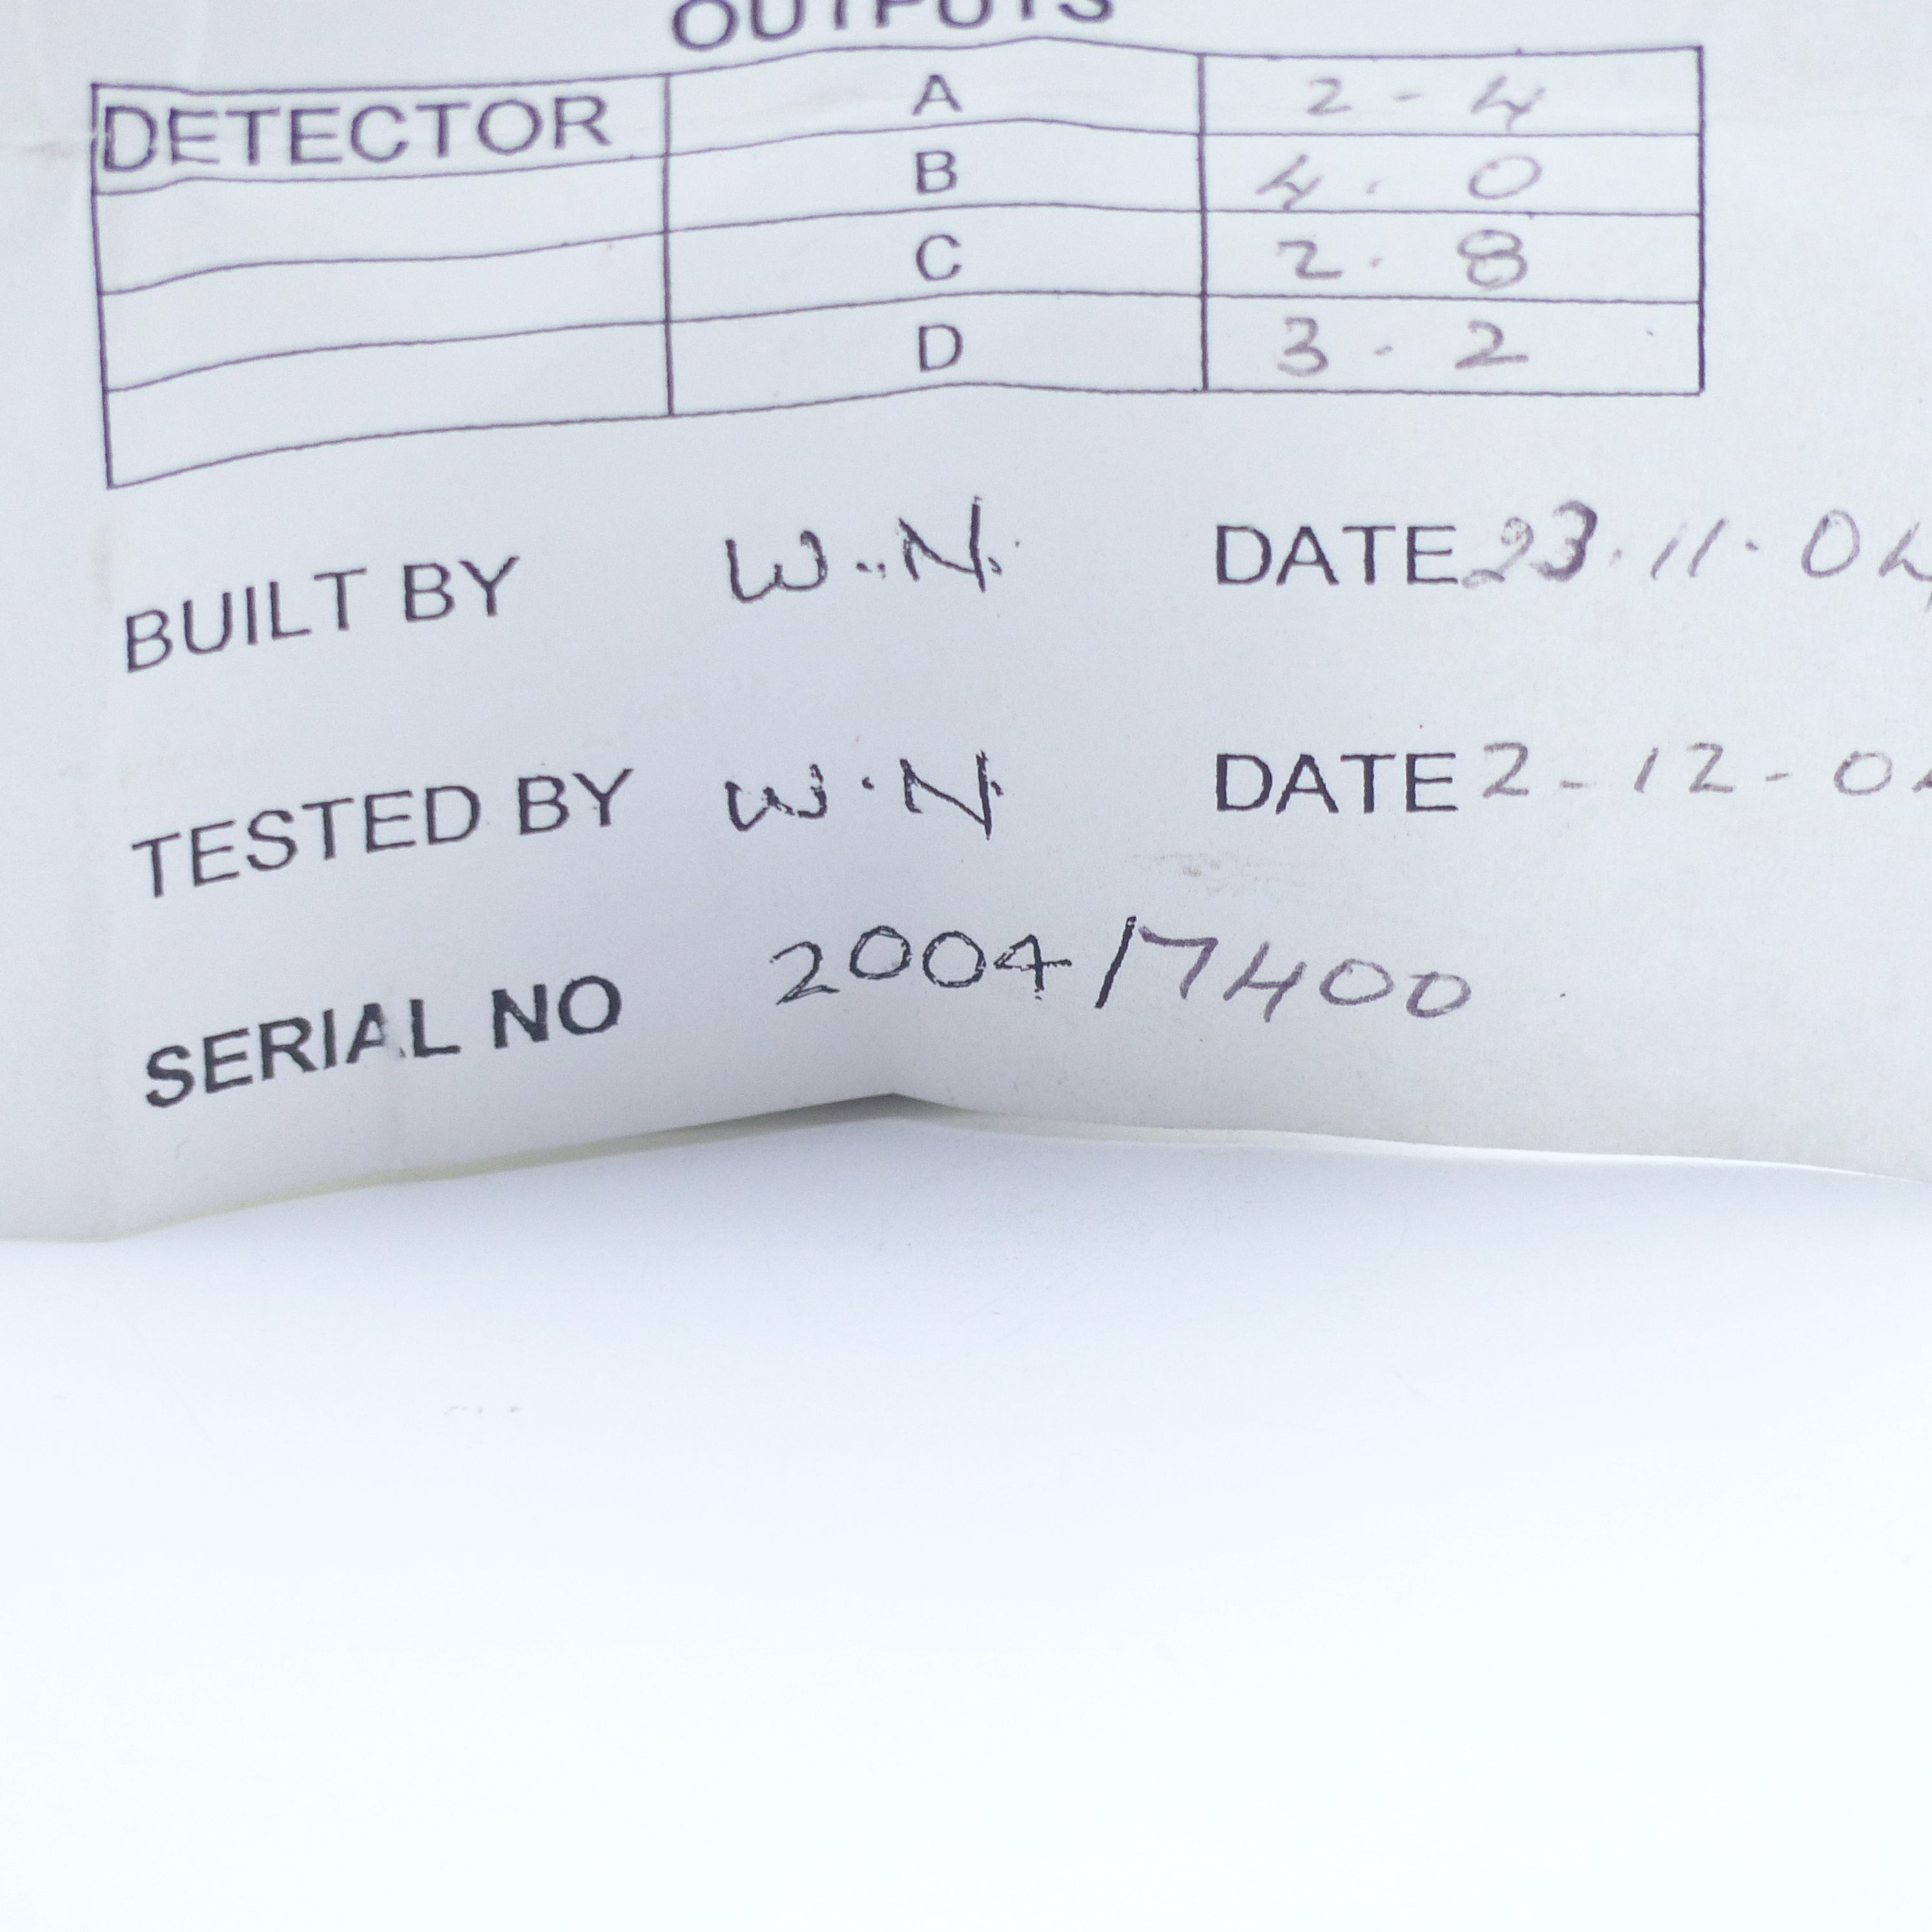 OUTPUTS
DETECTOR A 2-4
B 4.0
C 2.8
D 3-2
BUILT BY W..N. DATE 23.11.04
TESTED BY W.N. DATE 2-12-0
SERIAL NO 2004/7400